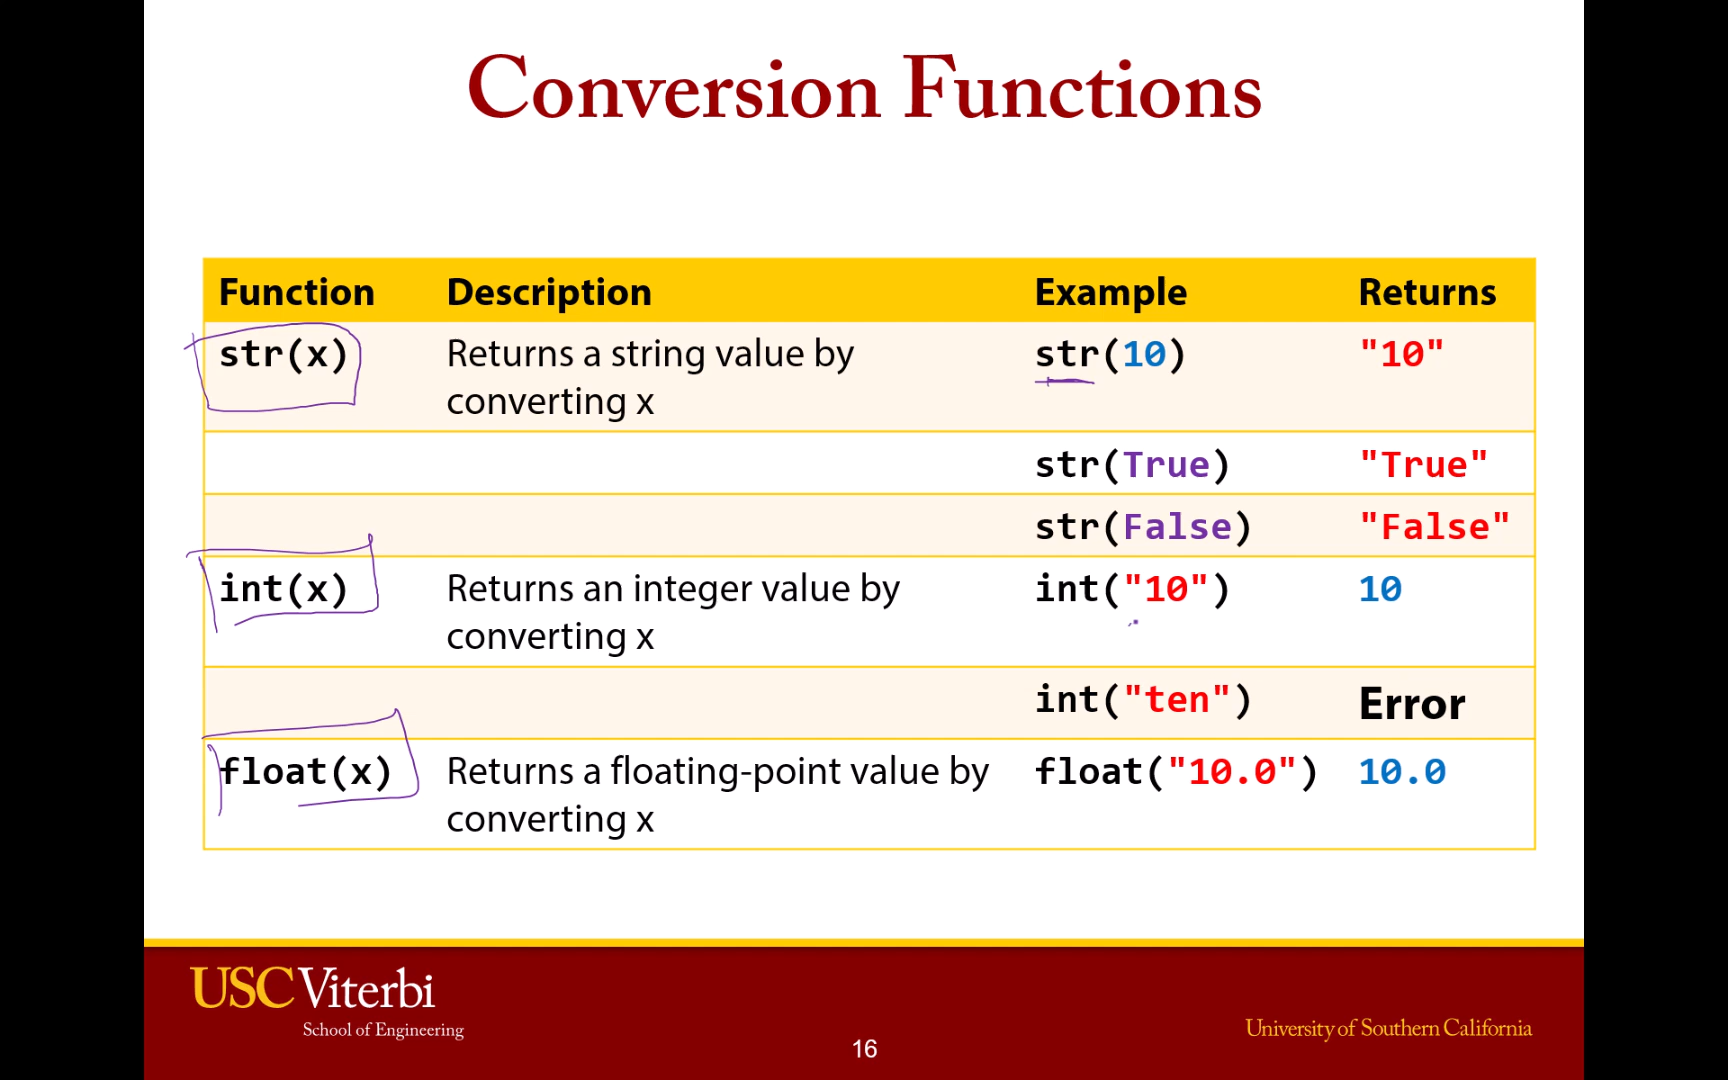 Conversion Functions
Function Description Example Returns
str(x) Returns a string value by str(10) "10"
converting x
str(True) "True"
str(False) "False"
int(x) Returns an integer value by int("10") 10
converting x
int("ten") Error
float(x) Returns a floating-point value by float("10.0") 10.0
converting x
USC Viterbi
School of Engineering
University of Southern California
16